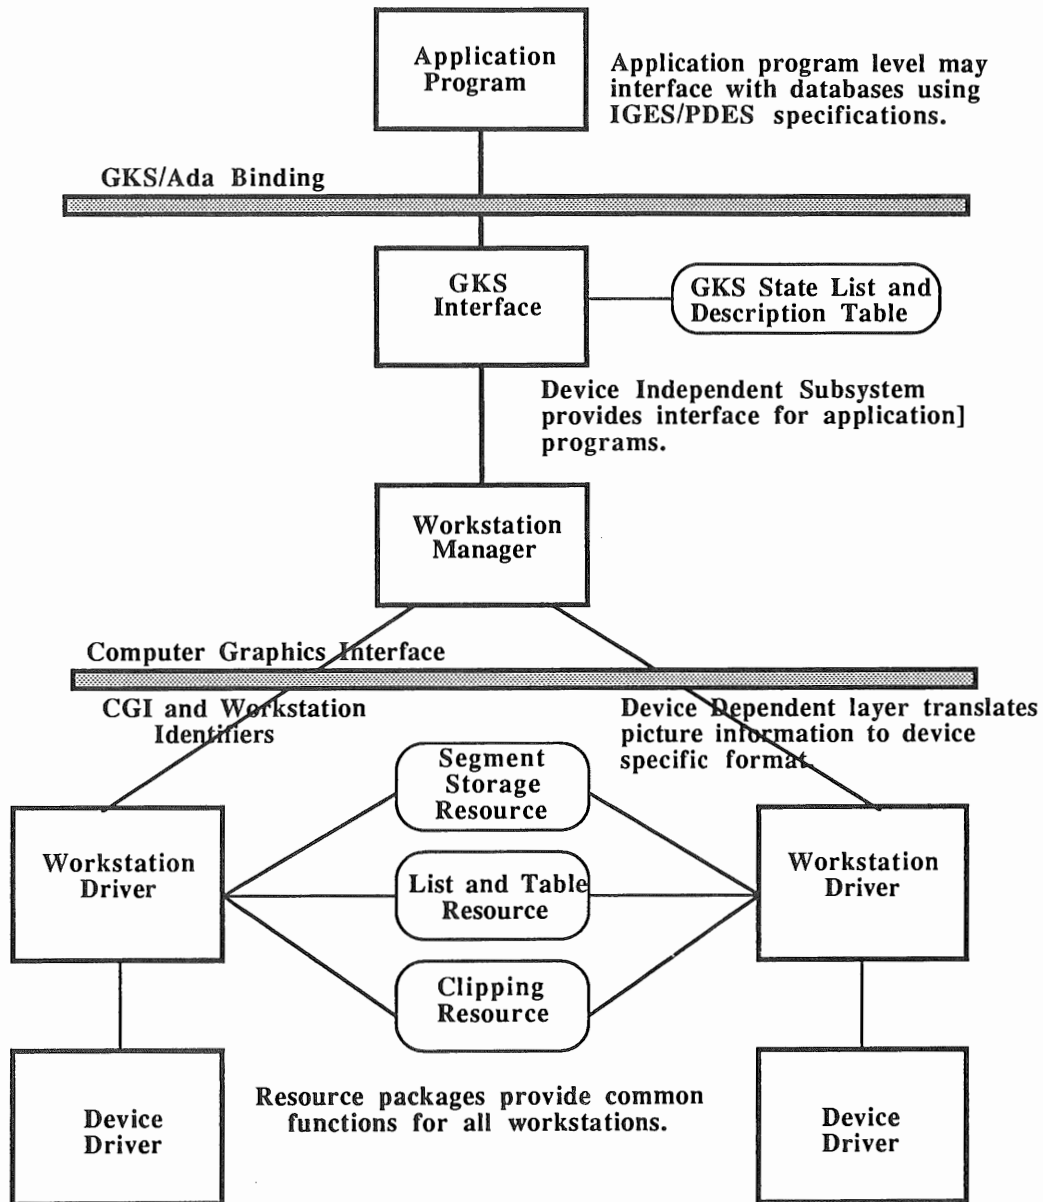 Application
Program
Application program level may
interface with databases using
IGES/PDES specifications.
GKS/Ada Binding
GKS
Interface
GKS State List and
Description Table
Device Independent Subsystem
provides interface for application]
programs.
Workstation
Manager
Computer Graphics Interface
CGI and Workstation
Identifiers
Device Dependent layer translates
picture information to device
specific format.
Segment
Storage
Resource
Workstation
Driver
List and Table
Resource
Workstation
Driver
Clipping
Resource
Resource packages provide common
functions for all workstations.
Device
Driver
Device
Driver